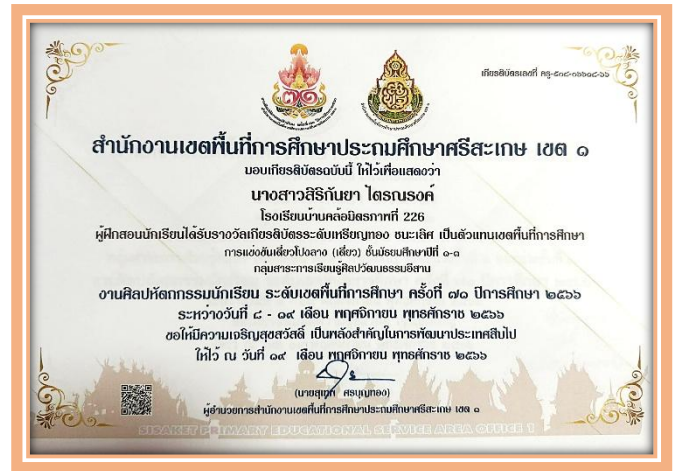 เกียรติบัตรเลขที่ ครู-๕๐๔-๐๖๖๐๔-๖๖
๗๑
สำนักงานเขตพื้นที่การศึกษาประถมศึกษาศรีสะเกษ เขต ๑
มอบเกียรติบัตรฉบับนี้ ให้ไว้เพื่อแสดงว่า
นางสาวสิริกันยา ไตรณรงค์
โรงเรียนบ้านคล้อมิตรภาพที่ 226
ผู้ฝึกสอนนักเรียนได้รับรางวัลเกียรติบัตรระดับเหรียญทอง ชนะเลิศ เป็นตัวแทนเขตพื้นที่การศึกษา
การแข่งขันเดี่ยวโปงลาง (เดี่ยว) ชั้นมัธยมศึกษาปีที่ ๑-๓
กลุ่มสาระการเรียนรู้ศิลปวัฒนธรรมอีสาน
งานศิลปหัตถกรรมนักเรียน ระดับเขตพื้นที่การศึกษา ครั้งที่ ๗๑ ปีการศึกษา ๒๕๖๖
ระหว่างวันที่ ๘ - ๑๙ เดือน พฤศจิกายน พุทธศักราช ๒๕๖๖
ขอให้มีความเจริญสุขสวัสดิ์ เป็นพลังสำคัญในการพัฒนาประเทศสืบไป
ให้ไว้ ณ วันที่ ๑๙ เดือน พฤศจิกายน พุทธศักราช ๒๕๖๖
ผู้อำนวยการสำนักงานเขตพื้นที่การศึกษาประถมศึกษาศรีสะเกษ เขต ๑
SISAKET PRIMARY EDUCATIONAL SERVICE AREA OFFICE 1